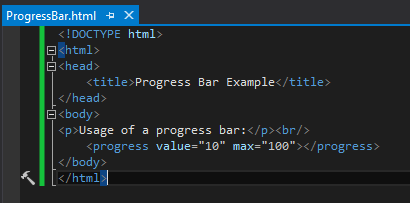 ProgressBar.html
<!DOCTYPE html>
<html>
<head>
<title>Progress Bar Example</title>
</head>
<body>
<p>Usage of a progress bar:</p><br/>
<progress value="10" max="100"></progress>
</body>
</html>